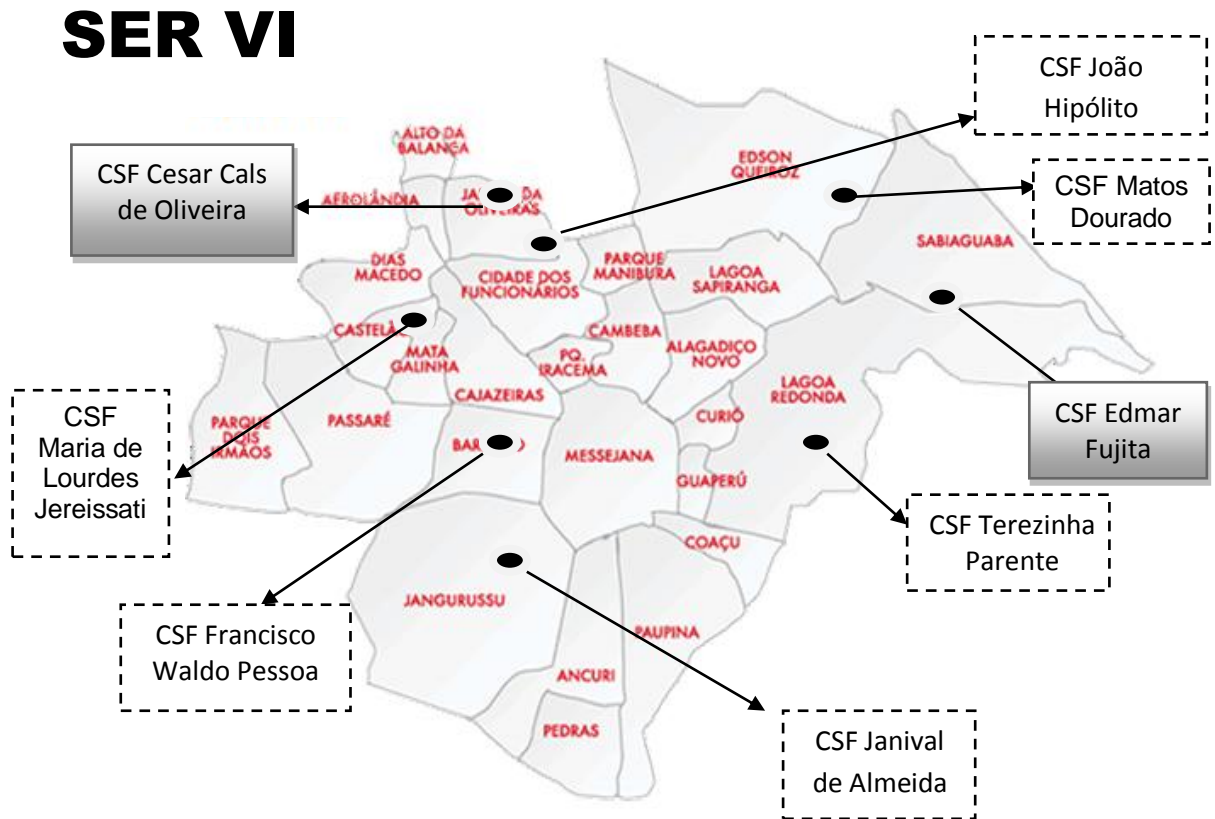 SER VI
CSF João
Hipólito
ALTO DA
BALANÇA
EDSON
QUEIROZ
CSF Cesar Cals
de Oliveira
CSF Matos
Dourado
AEROLÂNDIA
DA
OLIVEIRAS
SABIAGUABA
DIAS
MACEDO
CIDADE DOS
FUNCIONÁRIOS
PARQUE
MANIBURA
LAGOA
SAPIRANGA
CASTELÃO
CAMBEBA
MATA
GALINHA
PQ.
IRACEMA
ALAGADIÇO
NOVO
CAJAZEIRAS
LAGOA
REDONDA
CSF
Maria de
Lourdes
Jereissati
PARQUE
DOIS
IRMÃOS
PASSARÉ
CURIÓ
CSF Edmar
Fujita
MESSEJANA
GUAPERÚ
CSF Terezinha
Parente
COAÇU
JANGURUSSU
CSF Francisco
Waldo Pessoa
PAUPINA
ANCURI
PEDRAS
CSF Janival
de Almeida